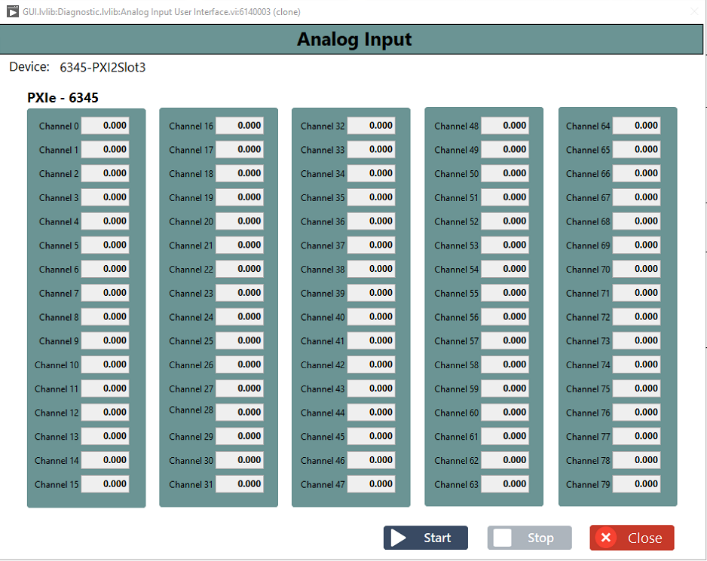 GUI.lvlib:Diagnostic.lvlib:Analog Input User Interface.vi:6140003 (clone)
Analog Input
Device: 6345-PXI2Slot3
PXIe - 6345
Channel 0 0.000
Channel 1 0.000
Channel 2 0.000
Channel 3 0.000
Channel 4 0.000
Channel 5 0.000
Channel 6 0.000
Channel 7 0.000
Channel 8 0.000
Channel 9 0.000
Channel 10 0.000
Channel 11 0.000
Channel 12 0.000
Channel 13 0.000
Channel 14 0.000
Channel 15 0.000
Channel 16 0.000
Channel 17 0.000
Channel 18 0.000
Channel 19 0.000
Channel 20 0.000
Channel 21 0.000
Channel 22 0.000
Channel 23 0.000
Channel 24 0.000
Channel 25 0.000
Channel 26 0.000
Channel 27 0.000
Channel 28 0.000
Channel 29 0.000
Channel 30 0.000
Channel 31 0.000
Channel 32 0.000
Channel 33 0.000
Channel 34 0.000
Channel 35 0.000
Channel 36 0.000
Channel 37 0.000
Channel 38 0.000
Channel 39 0.000
Channel 40 0.000
Channel 41 0.000
Channel 42 0.000
Channel 43 0.000
Channel 44 0.000
Channel 45 0.000
Channel 46 0.000
Channel 47 0.000
Channel 48 0.000
Channel 49 0.000
Channel 50 0.000
Channel 51 0.000
Channel 52 0.000
Channel 53 0.000
Channel 54 0.000
Channel 55 0.000
Channel 56 0.000
Channel 57 0.000
Channel 58 0.000
Channel 59 0.000
Channel 60 0.000
Channel 61 0.000
Channel 62 0.000
Channel 63 0.000
Channel 64 0.000
Channel 65 0.000
Channel 66 0.000
Channel 67 0.000
Channel 68 0.000
Channel 69 0.000
Channel 70 0.000
Channel 71 0.000
Channel 72 0.000
Channel 73 0.000
Channel 74 0.000
Channel 75 0.000
Channel 76 0.000
Channel 77 0.000
Channel 78 0.000
Channel 79 0.000
Start Stop Close